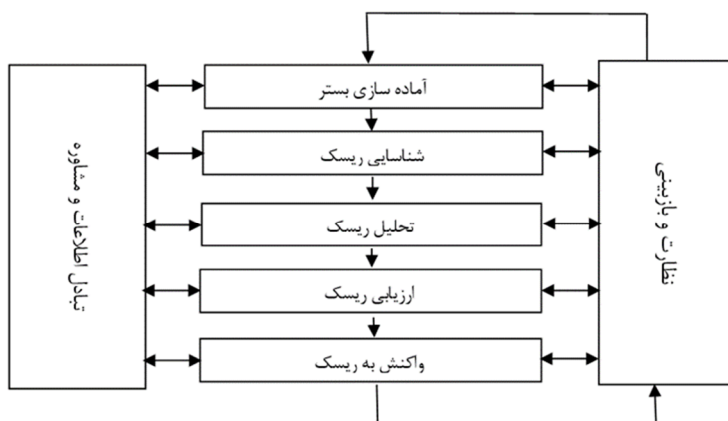 آماده سازی بستر
شناسایی ریسک
تحلیل ریسک
ارزیابی ریسک
واکنش به ریسک
نظارت و بازبینی
تبادل اطلاعات و مشاوره